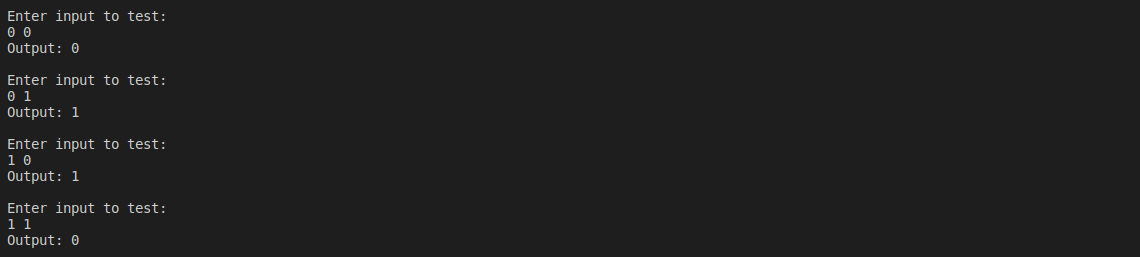 Enter input to test:
0 0
Output: 0
Enter input to test:
0 1
Output: 1
Enter input to test:
1 0
Output: 1
Enter input to test:
1 1
Output: 0